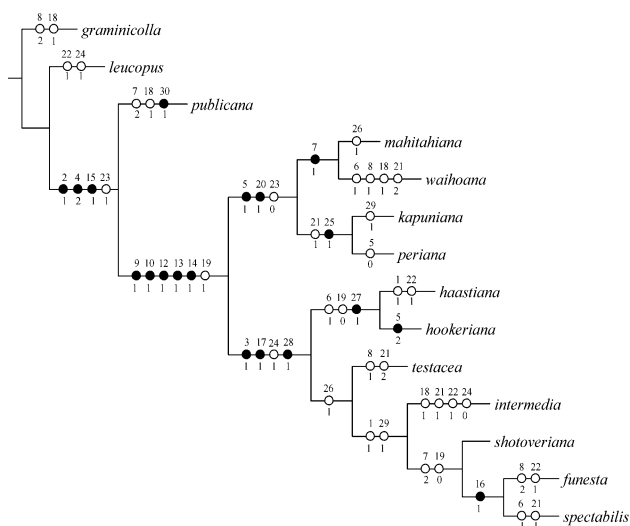 8 18
graminicolla
2 1
22 24
leucopus
1 1
7 18 30
publicana
2 1 1
26
mahitahiana
1
7
1
6 8 18 21
waihoana
1 1 1 2
2 4 15 23
1 2 1 1
5 20 23
1 1 0
29
kapuniana
1
21 25
1 1
5
periana
0
9 10 12 13 14 19
1 1 1 1 1 1
1 22
haastiana
1 1
6 19 27
1 0 1
5
hookeriana
2
3 17 24 28
1 1 1 1
8 21
testacea
1 2
26
1
18 21 22 24
intermedia
1 1 1 0
1 29
1 1
shotoveriana
7 19
2 0
8 22
funesta
2 1
16
1
6 21
spectabilis
1 1